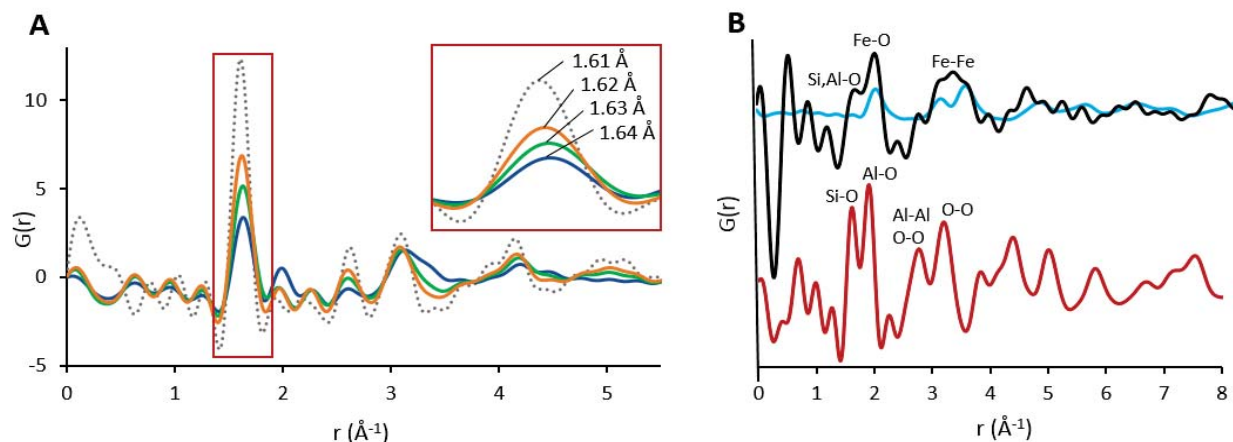 A
G(r)
10
5
0
-5
0 1 2 3 4 5
r (Å⁻¹)
1.61 Å
1.62 Å
1.63 Å
1.64 Å
B
G(r)
Fe-O
Si,Al-O
Fe-Fe
Al-O
Si-O
Al-Al
O-O
O-O
0 1 2 3 4 5 6 7 8
r (Å⁻¹)